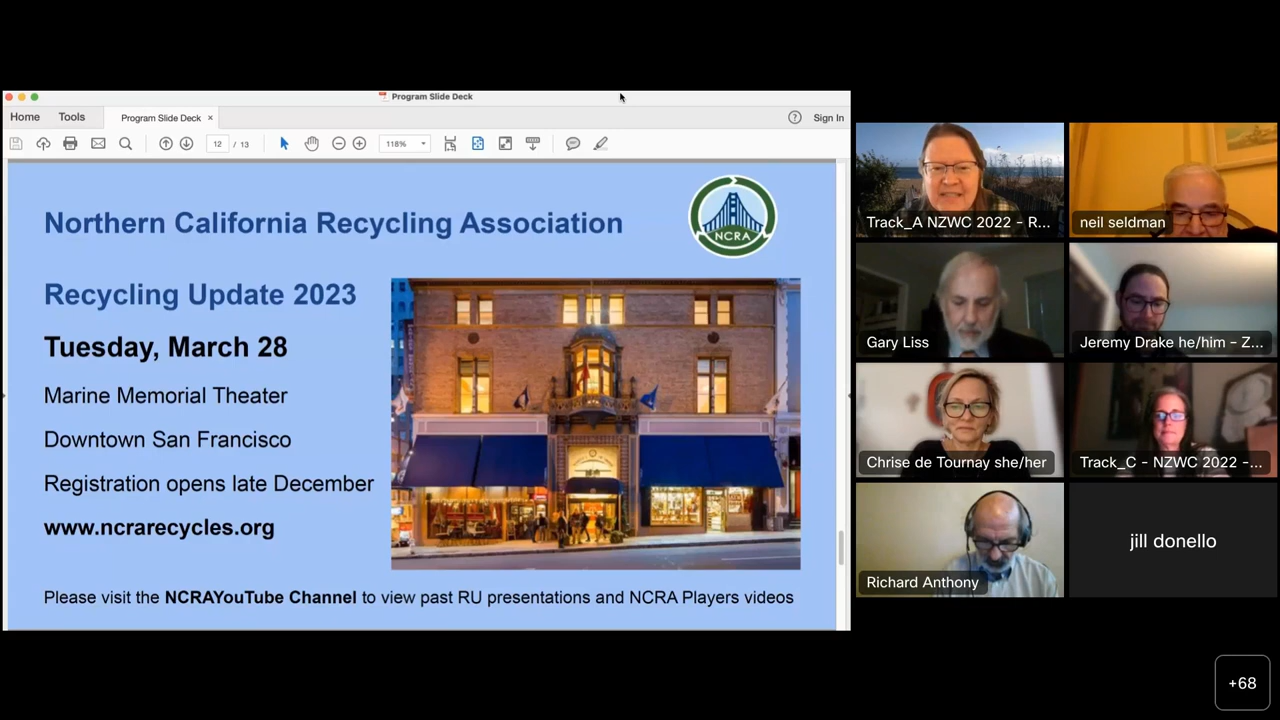 Program Slide Deck
Home Tools Program Slide Deck × ? Sign In
12 / 13 118%
Northern California Recycling Association
NCRA
Recycling Update 2023
Tuesday, March 28
Marine Memorial Theater
Downtown San Francisco
Registration opens late December
www.ncrarecycles.org
Please visit the NCRAYouTube Channel to view past RU presentations and NCRA Players videos
Track_A NZWC 2022 - R...
neil seldman
Gary Liss
Jeremy Drake he/him - Z...
Chrise de Tournay she/her
Track_C - NZWC 2022 -...
Richard Anthony
jill donello
+68